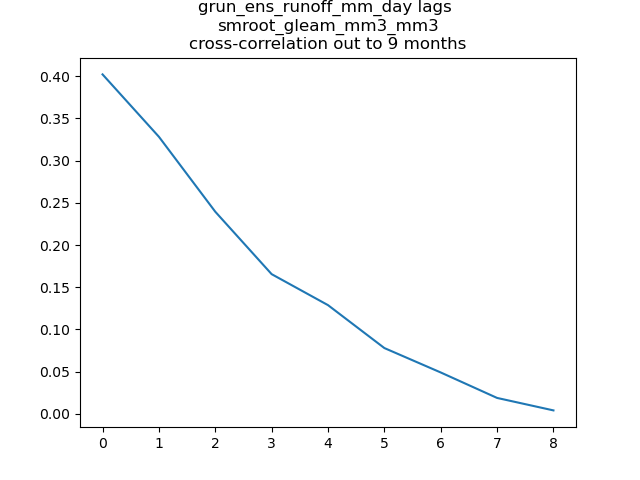 grun_ens_runoff_mm_day lags
smroot_gleam_mm3_mm3
cross-correlation out to 9 months
0.40
0.35
0.30
0.25
0.20
0.15
0.10
0.05
0.00
0 1 2 3 4 5 6 7 8